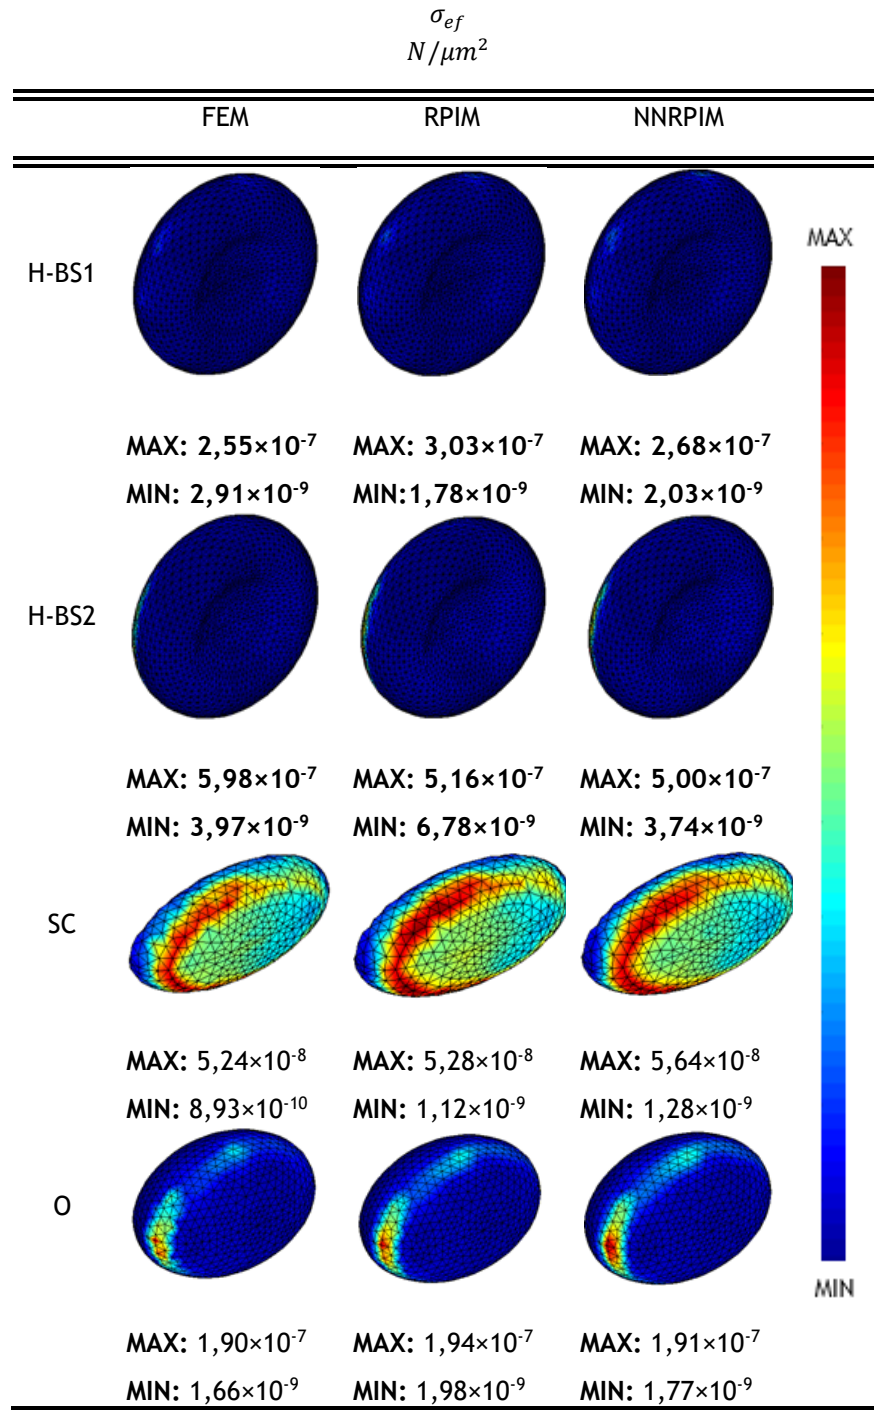 σ_ef
N/μm²
FEM RPIM NNRPIM
MAX
H-BS1
MAX: 2,55×10⁻⁷ MAX: 3,03×10⁻⁷ MAX: 2,68×10⁻⁷
MIN: 2,91×10⁻⁹ MIN:1,78×10⁻⁹ MIN: 2,03×10⁻⁹
H-BS2
MAX: 5,98×10⁻⁷ MAX: 5,16×10⁻⁷ MAX: 5,00×10⁻⁷
MIN: 3,97×10⁻⁹ MIN: 6,78×10⁻⁹ MIN: 3,74×10⁻⁹
SC
MAX: 5,24×10⁻⁸ MAX: 5,28×10⁻⁸ MAX: 5,64×10⁻⁸
MIN: 8,93×10⁻¹⁰ MIN: 1,12×10⁻⁹ MIN: 1,28×10⁻⁹
O
MIN
MAX: 1,90×10⁻⁷ MAX: 1,94×10⁻⁷ MAX: 1,91×10⁻⁷
MIN: 1,66×10⁻⁹ MIN: 1,98×10⁻⁹ MIN: 1,77×10⁻⁹